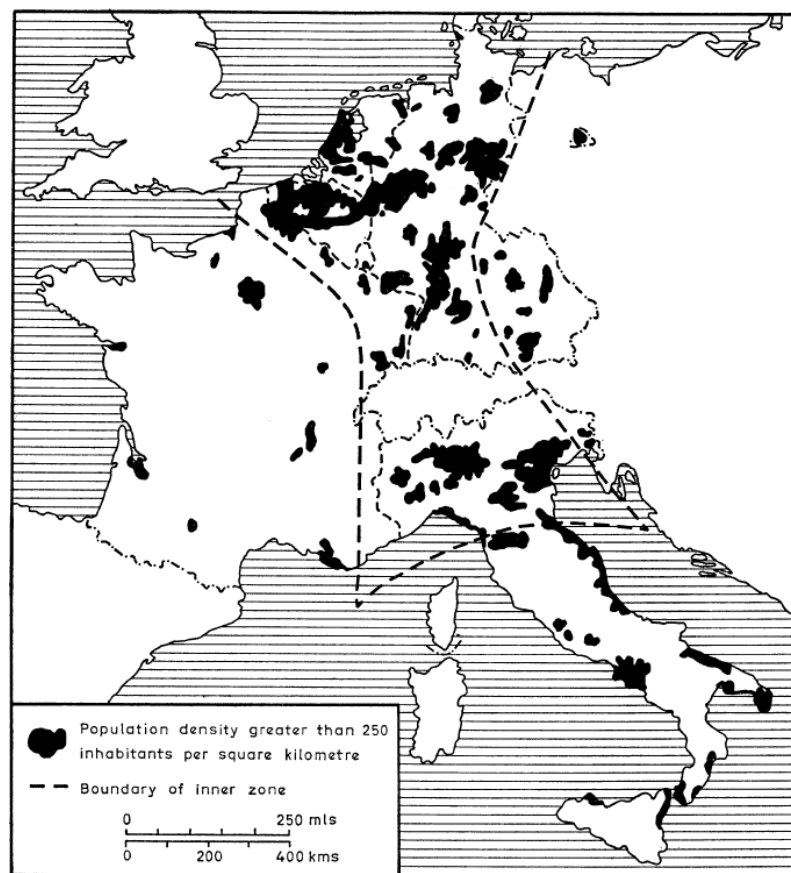 Population density greater than 250
inhabitants per square kilometre
Boundary of inner zone
0 250 mls
0 200 400 kms